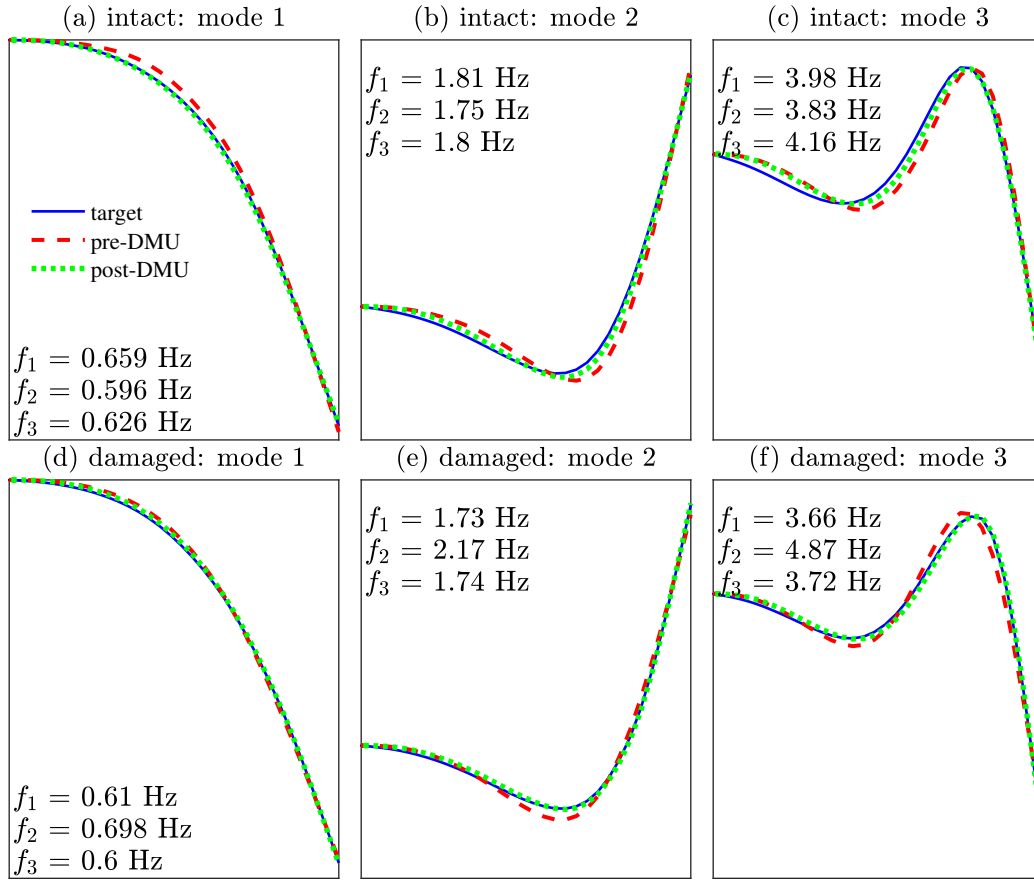 (a) intact: mode 1
target
pre-DMU
post-DMU
f1 = 0.659 Hz
f2 = 0.596 Hz
f3 = 0.626 Hz
(b) intact: mode 2
f1 = 1.81 Hz
f2 = 1.75 Hz
f3 = 1.8 Hz
(c) intact: mode 3
f1 = 3.98 Hz
f2 = 3.83 Hz
f3 = 4.16 Hz
(d) damaged: mode 1
f1 = 0.61 Hz
f2 = 0.698 Hz
f3 = 0.6 Hz
(e) damaged: mode 2
f1 = 1.73 Hz
f2 = 2.17 Hz
f3 = 1.74 Hz
(f) damaged: mode 3
f1 = 3.66 Hz
f2 = 4.87 Hz
f3 = 3.72 Hz